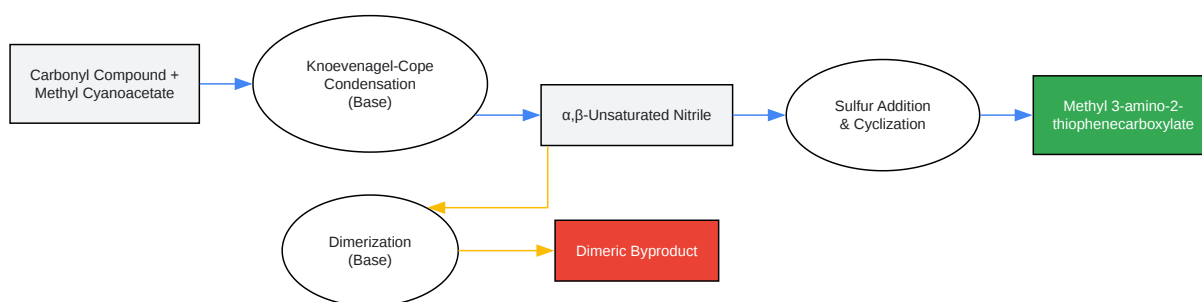 Carbonyl Compound +
Methyl Cyanoacetate
Knoevenagel-Cope
Condensation
(Base)
α,β-Unsaturated Nitrile
Sulfur Addition
& Cyclization
Methyl 3-amino-2-
thiophenecarboxylate
Dimerization
(Base)
Dimeric Byproduct